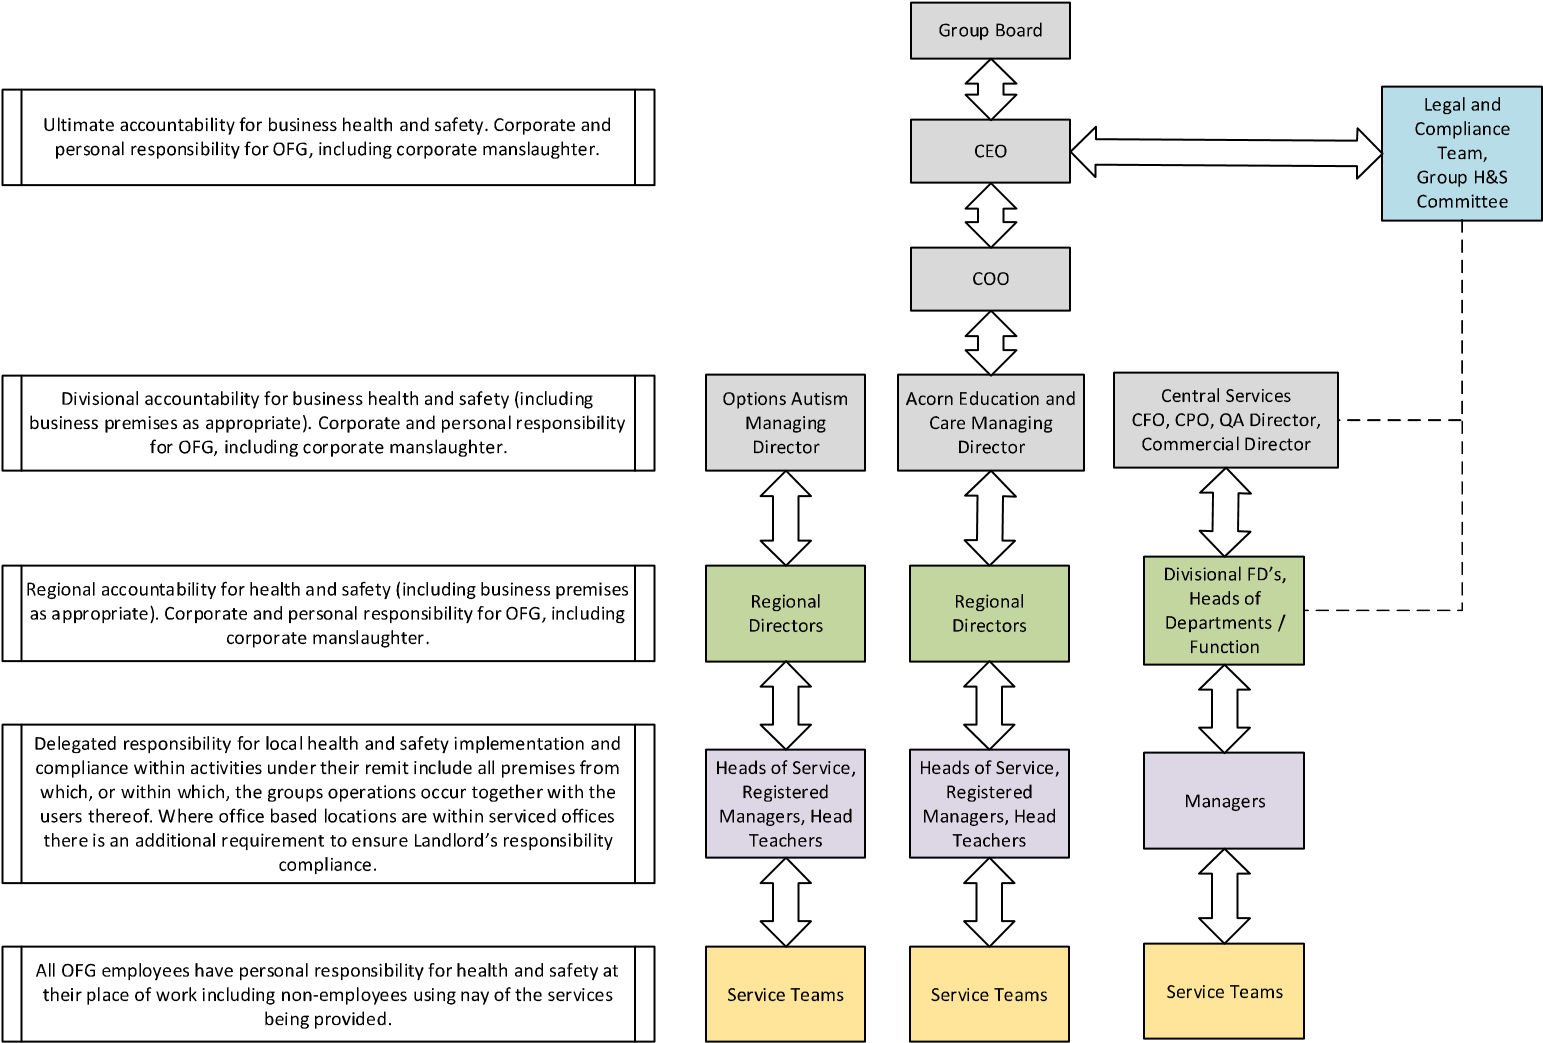 Group Board
Ultimate accountability for business health and safety. Corporate and
personal responsibility for OFG, including corporate manslaughter.
CEO
Legal and
Compliance
Team,
Group H&S
Committee
COO
Divisional accountability for business health and safety (including
business premises as appropriate). Corporate and personal responsibility
for OFG, including corporate manslaughter.
Options Autism
Managing
Director
Acorn Education and
Care Managing
Director
Central Services
CFO, CPO, QA Director,
Commercial Director
Regional accountability for health and safety (including business premises
as appropriate). Corporate and personal responsibility for OFG, including
corporate manslaughter.
Regional
Directors
Regional
Directors
Divisional FD’s,
Heads of
Departments /
Function
Delegated responsibility for local health and safety implementation and
compliance within activities under their remit include all premises from
which, or within which, the groups operations occur together with the
users thereof. Where office based locations are within serviced offices
there is an additional requirement to ensure Landlord’s responsibility
compliance.
Heads of Service,
Registered
Managers, Head
Teachers
Heads of Service,
Registered
Managers, Head
Teachers
Managers
All OFG employees have personal responsibility for health and safety at
their place of work including non-employees using nay of the services
being provided.
Service Teams
Service Teams
Service Teams